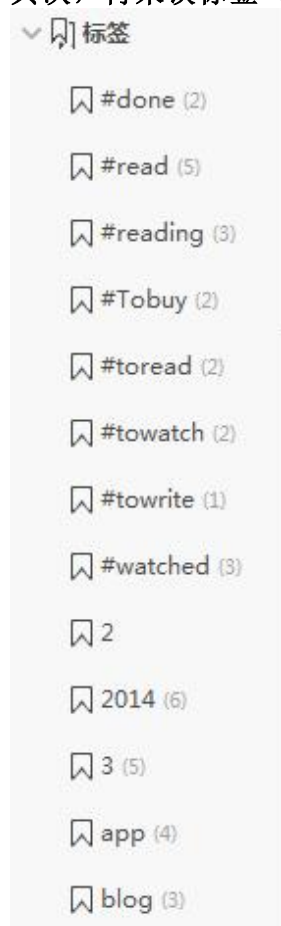 标签
#done (2)
#read (5)
#reading (3)
#Tobuy (2)
#toread (2)
#towatch (2)
#towrite (1)
#watched (3)
2
2014 (6)
3 (5)
app (4)
blog (3)